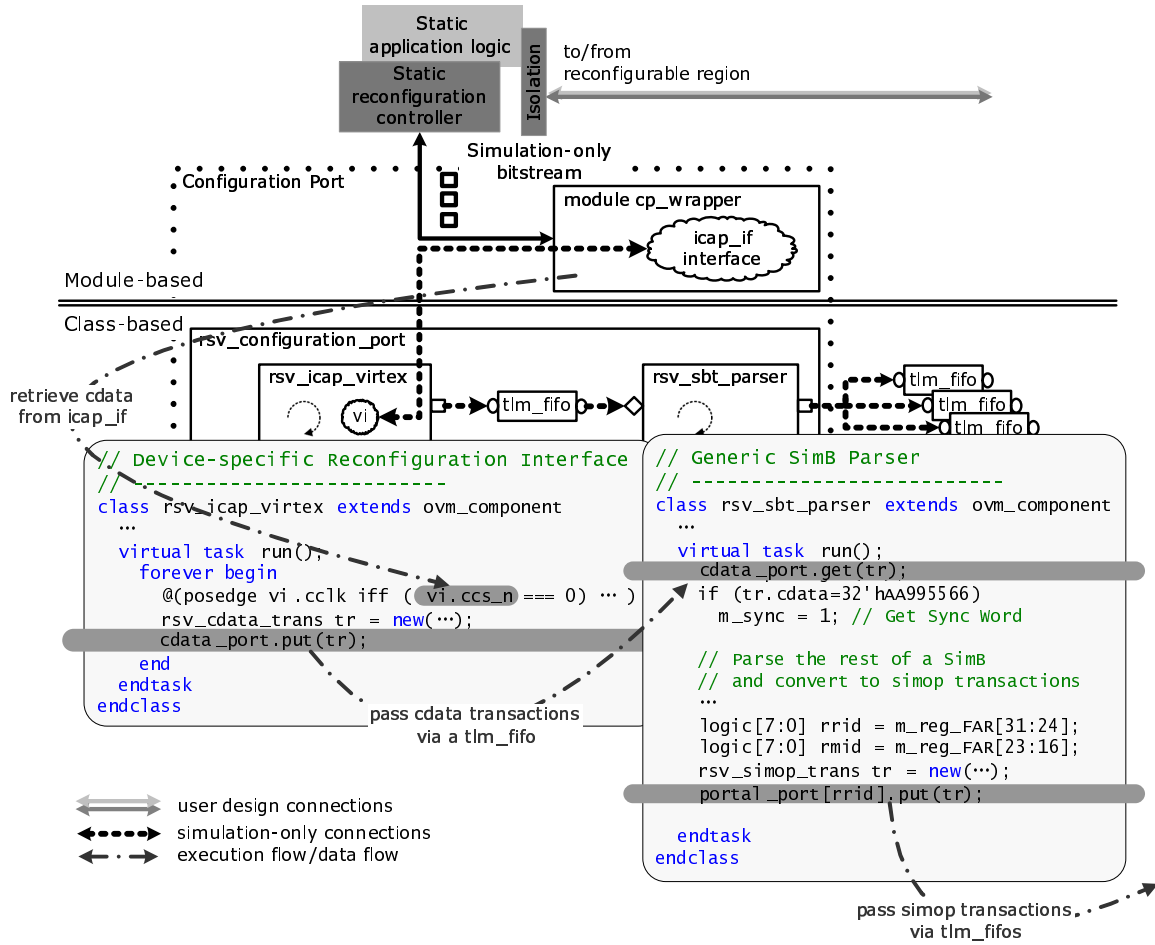 Static
application logic
Static
reconfiguration
controller
Isolation
to/from
reconfigurable region
Simulation-only
bitstream
Configuration Port
module cp_wrapper
icap_if
interface
Module-based
Class-based
rsv_configuration_port
rsv_icap_virtex
vi
tlm_fifo
rsv_sbt_parser
tlm_fifo
tlm_fifo
tlm_fifo
retrieve cdata
from icap_if
// Device-specific Reconfiguration Interface
// --------------------------
class rsv_icap_virtex extends ovm_component
…
virtual task run();
forever begin
@(posedge vi.cclk iff ( vi.ccs_n === 0) … )
rsv_cdata_trans tr = new(…);
cdata_port.put(tr);
end
endtask
endclass
pass cdata transactions
via a tlm_fifo
// Generic SimB Parser
// --------------------------
class rsv_sbt_parser extends ovm_component
…
virtual task run();
cdata_port.get(tr);
if (tr.cdata=32'hAA995566)
m_sync = 1; // Get Sync Word
// Parse the rest of a SimB
// and convert to simop transactions
…
logic[7:0] rrid = m_reg_FAR[31:24];
logic[7:0] rmid = m_reg_FAR[23:16];
rsv_simop_trans tr = new(…);
portal_port[rrid].put(tr);
endtask
endclass
pass simop transactions
via tlm_fifos
user design connections
simulation-only connections
execution flow/data flow